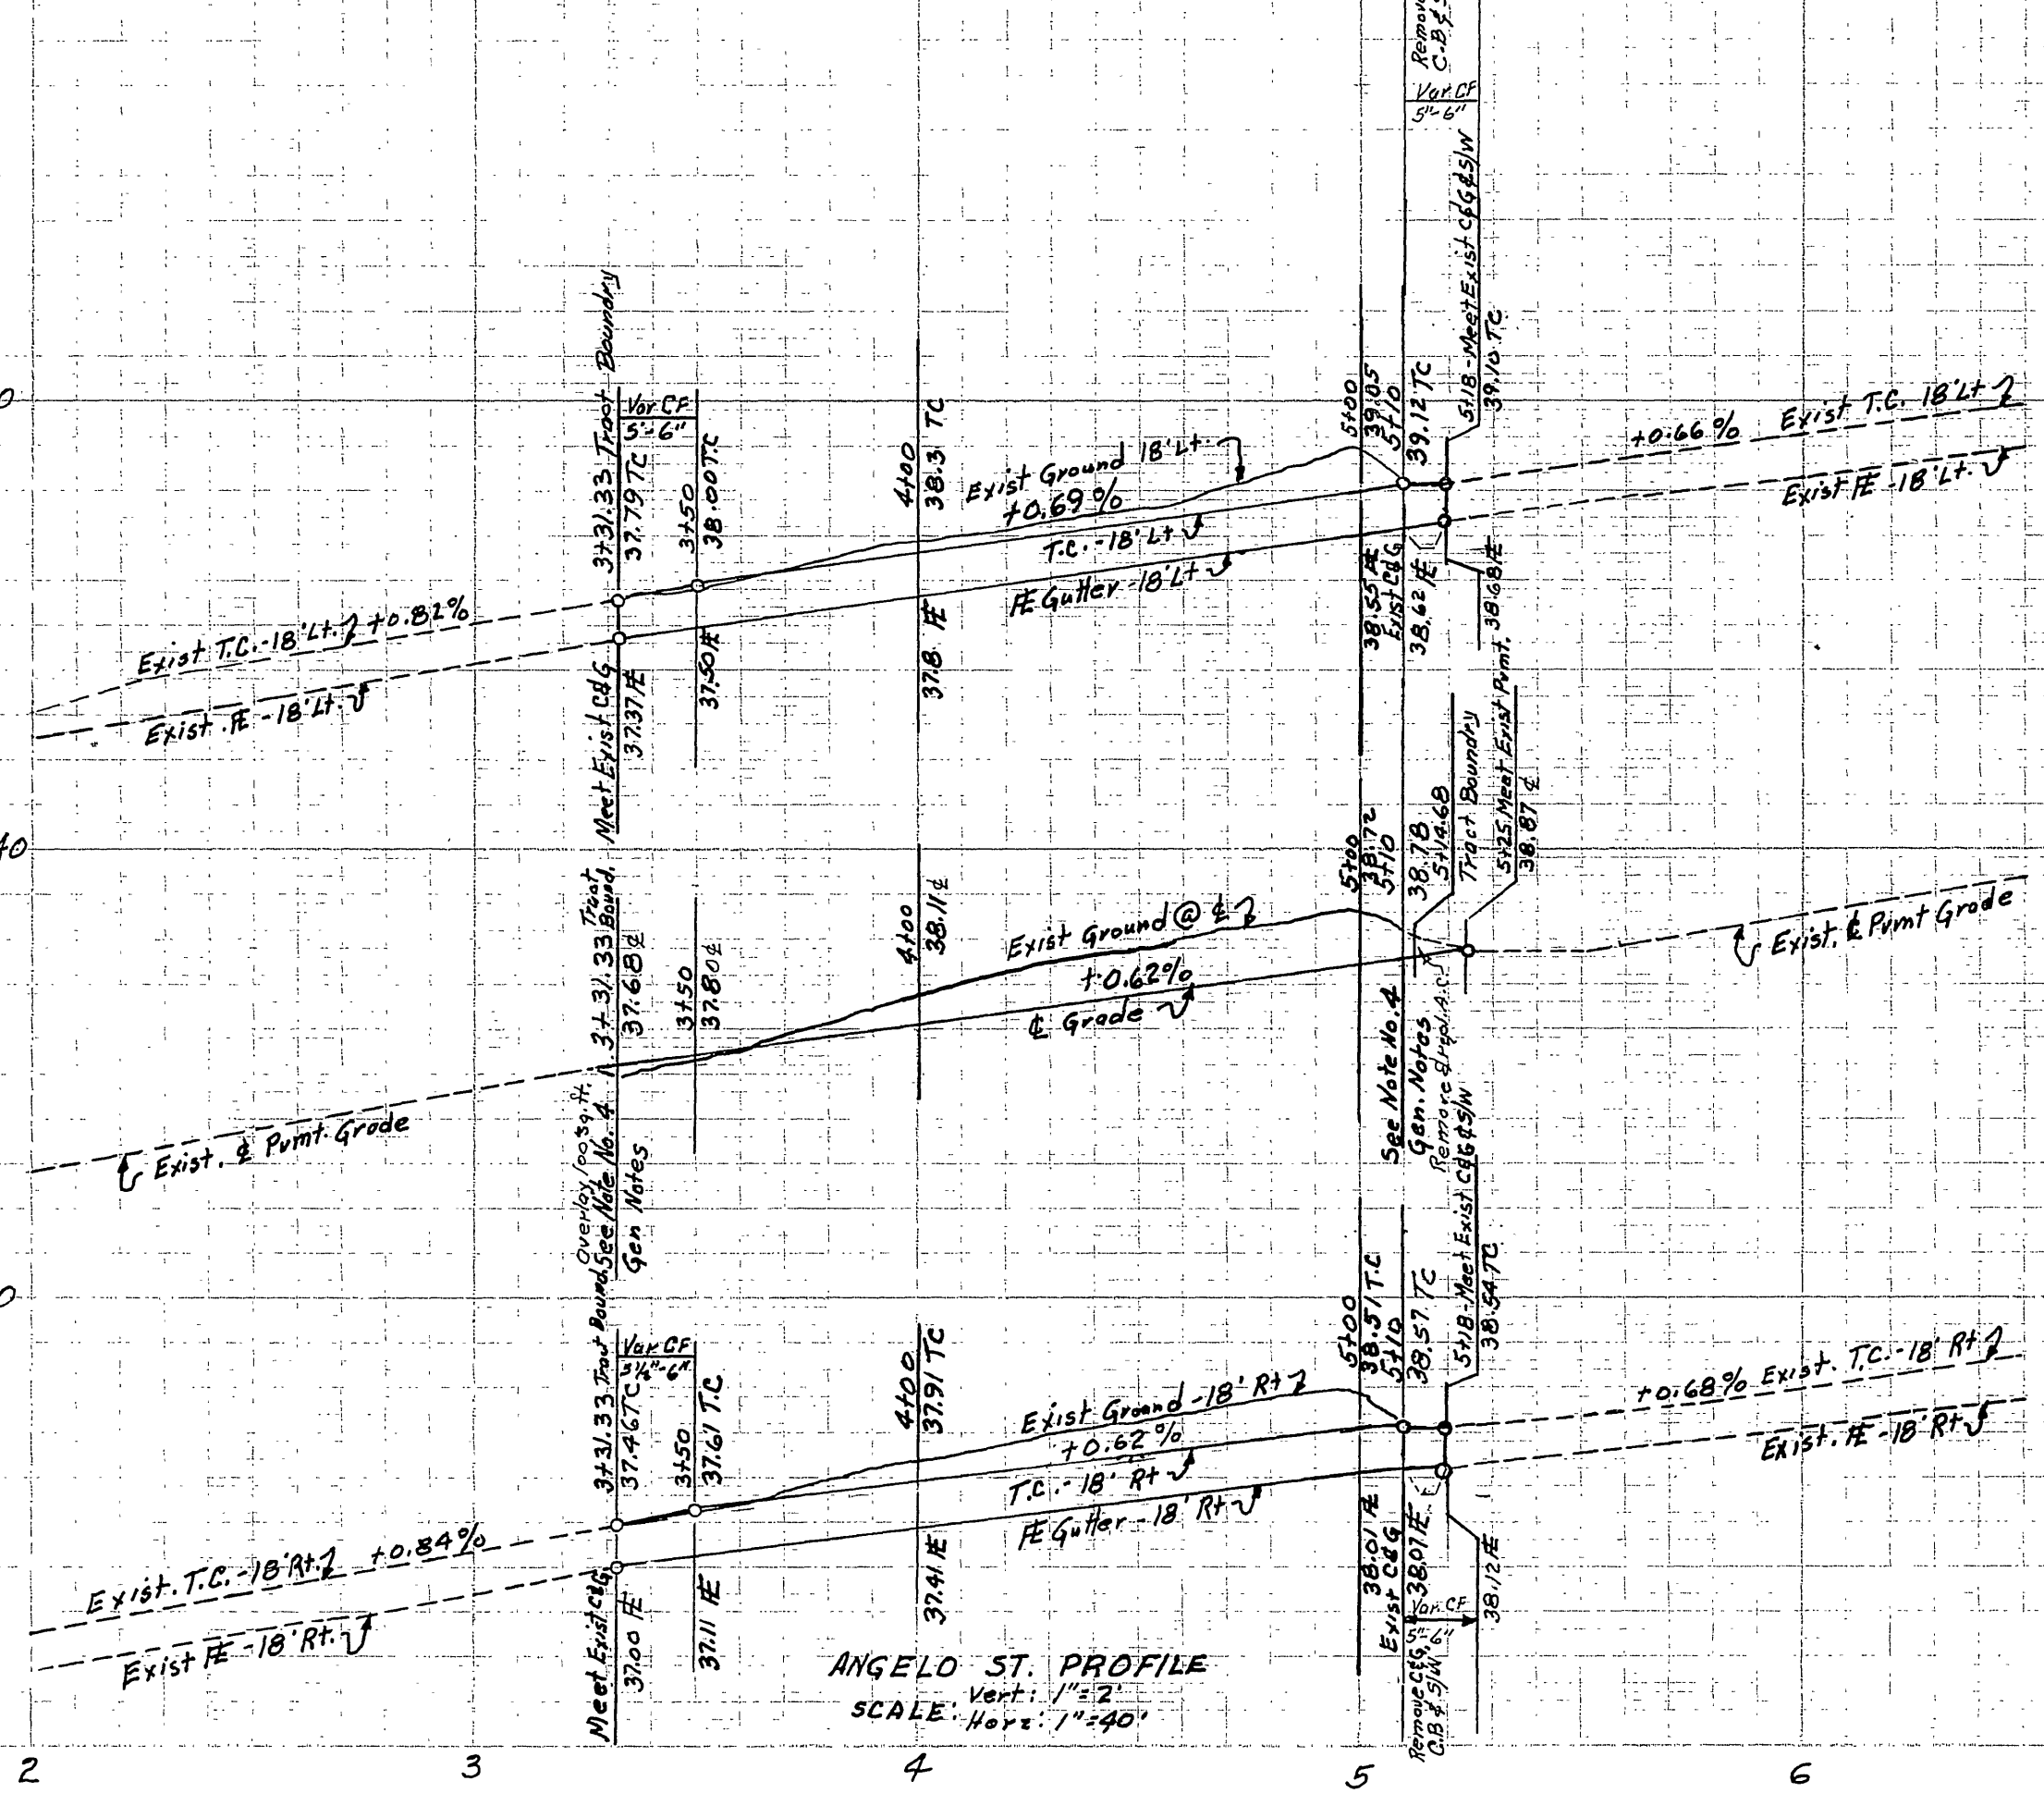 Remove
C.B &
Var. CF
5"-6"
5+18-Meet Exist C&G&S/W
39.10 TC
3+31.33 Tract Boundry
37.79 TC
Var. CF
5"-6"
3+50
38.00 T.C
4+00
38.3 TC
5+00
39.05
5+10
39.12 TC
Exist Ground 18' Lt.
+0.69%
T.C. -18' Lt
FL Gutter -18' Lt
+0.66%
Exist T.C. 18' Lt
Exist FL -18' Lt.
Exist T.C. -18' Lt. +0.82%
Exist. FL -18' Lt.
Meet Exist C&G
37.37 FL
37.50 FL
37.8 FL
38.55 FL
Exist C&G
38.62 FL
38.68 FL
40
3+31.33 Tract Bound.
37.68 ℄
3+50
37.80 ℄
4+00
38.11 ℄
5+00
38.72
5+10
38.78
5+14.68
Tract Boundry
5+25 Meet Exist Pvmt.
38.87 ℄
Exist Ground @ ℄
+0.62%
℄ Grade
Exist. ℄ Pvmt Grade
Exist. ℄ Pvmt. Grade
Overlay 100 sq. ft.
See Note No. 4
Gen Notes
See Note No. 4
Gen. Notes
Remove & repl. A.C.
5+18-Meet Exist C&G&S/W
38.54 TC
3+31.33 Tract Bound.
37.46 TC
Var. CF
5½"-6"
3+50
37.61 T.C
4+00
37.91 TC
5+00
38.51 T.C
5+10
38.57 TC
Exist Ground -18' Rt
+0.62%
T.C. -18' Rt
FL Gutter -18' Rt
+0.68% Exist. T.C. -18' Rt
Exist. FL -18' Rt
Exist. T.C. -18' Rt. +0.84%
Exist FL -18' Rt.
Meet Exist C&G.
37.00 FL
37.11 FL
37.41 FL
38.01 FL
Exist C&G
38.07 FL
Var. CF
5"-6"
38.12 FL
Remove C&G,
C.B & S/W
ANGELO ST. PROFILE
SCALE: Vert: 1"=2'
Horz: 1"=40'
2 3 4 5 6